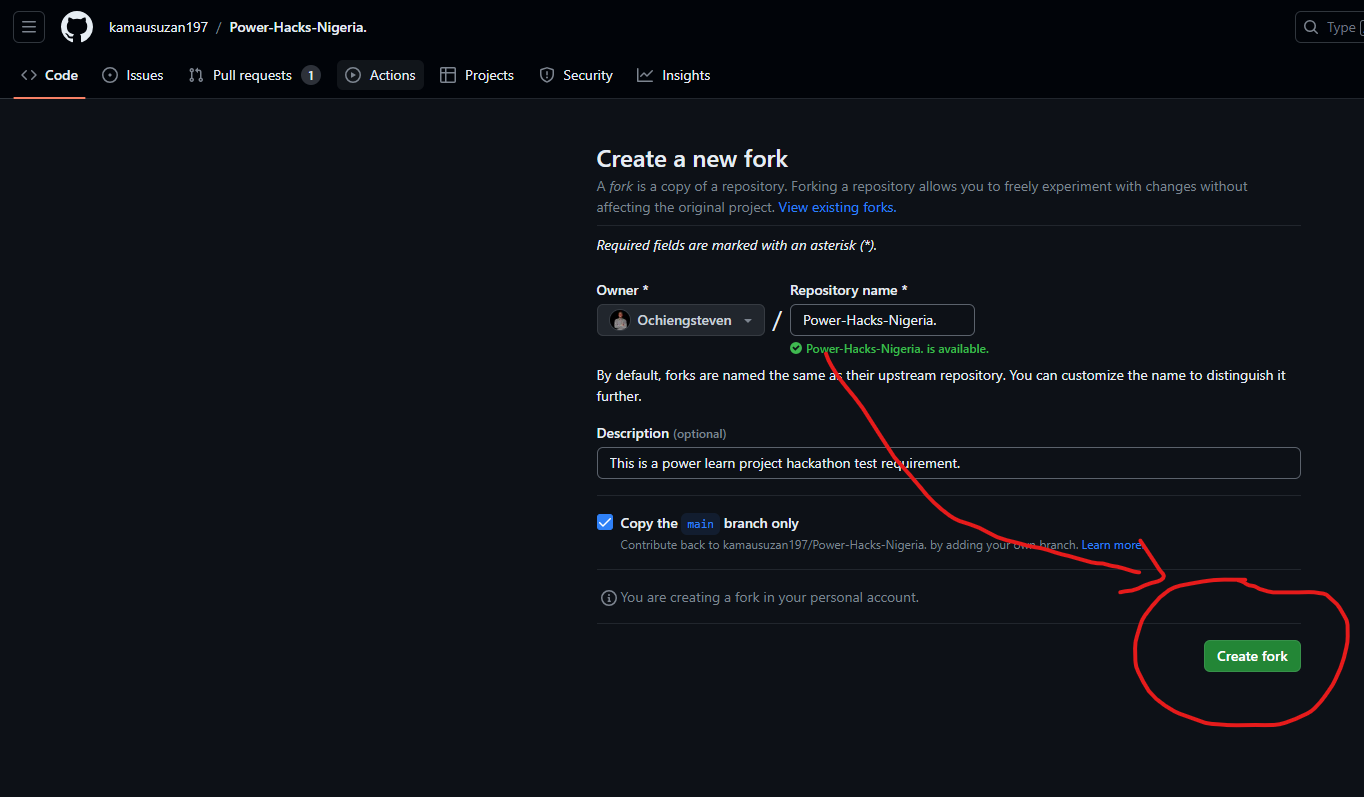 kamausuzan197 / Power-Hacks-Nigeria.
Type
Code Issues Pull requests 1 Actions Projects Security Insights
Create a new fork
A fork is a copy of a repository. Forking a repository allows you to freely experiment with changes without
affecting the original project. View existing forks.
Required fields are marked with an asterisk (*).
Owner * Repository name *
Ochiengsteven / Power-Hacks-Nigeria.
Power-Hacks-Nigeria. is available.
By default, forks are named the same as their upstream repository. You can customize the name to distinguish it
further.
Description (optional)
This is a power learn project hackathon test requirement.
Copy the main branch only
Contribute back to kamausuzan197/Power-Hacks-Nigeria. by adding your own branch. Learn more.
You are creating a fork in your personal account.
Create fork